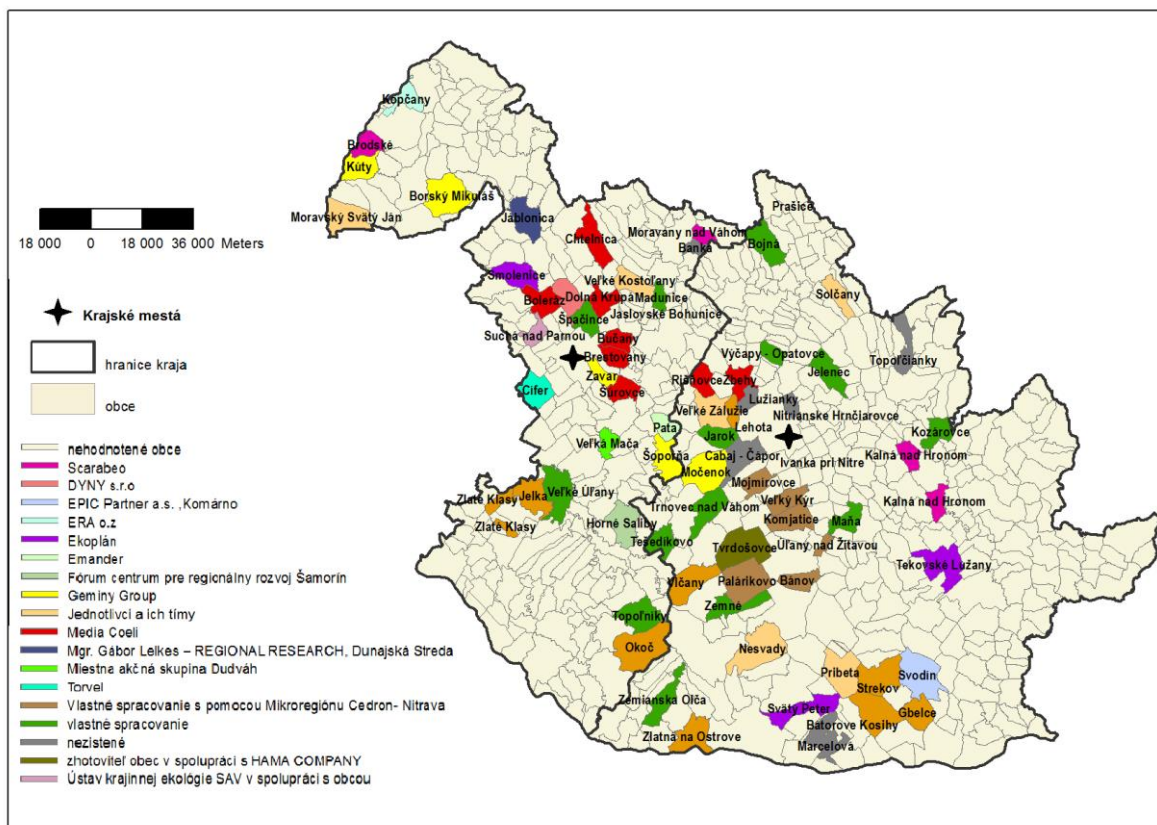 Kopčany
Brodské
Kúty
Borský Mikuláš
Moravský Svätý Ján
Jablonica
Chtelnica
Moravany nad Váhom
Banka
Prašice
Bojná
Smolenice
Veľké Kostoľany
Solčany
Boleráz
Dolná Krupá
Madunice
Špačince
Jaslovské Bohunice
Suchá nad Parnou
Bučany
Brestovany
Topoľčianky
Výčapy - Opatovce
Jelenec
Zavar
Cífer
Šúrovce
Rišňovce
Zbehy
Lužianky
Veľké Zálužie
Nitrianske Hrnčiarovce
Pata
Lehota
Kozárovce
Veľká Mača
Jarok
Šoporňa
Cabaj - Čápor
Ivanka pri Nitre
Kalná nad Hronom
Močenok
Mojmírovce
Zlaté Klasy
Jelka
Veľké Úľany
Trnovec nad Váhom
Veľký Kýr
Komjatice
Kalná nad Hronom
Maňa
Zlaté Klasy
Horné Saliby
Tešedíkovo
Tvrdošovce
Úľany nad Žitavou
Tekovské Lužany
Vlčany
Palárikovo
Bánov
Zemné
Topoľníky
Okoč
Nesvady
Pribeta
Strekov
Svodín
Zemianska Oľča
Svätý Peter
Gbelce
Batorove Kosihy
Zlatná na Ostrove
Marcelová
18 000 0 18 000 36 000 Meters
Krajské mestá
hranice kraja
obce
nehodnotené obce
Scarabeo
DYNY s.r.o
EPIC Partner a.s. ,Komárno
ERA o.z
Ekoplán
Emander
Fórum centrum pre regionálny rozvoj Šamorín
Geminy Group
Jednotlivci a ich tímy
Media Coeli
Mgr. Gábor Lelkes – REGIONAL RESEARCH, Dunajská Streda
Miestna akčná skupina Dudváh
Torvel
Vlastné spracovanie s pomocou Mikroregiónu Cedron- Nitrava
vlastné spracovanie
nezistené
zhotoviteľ obec v spolupráci s HAMA COMPANY
Ústav krajinnej ekológie SAV v spolupráci s obcou